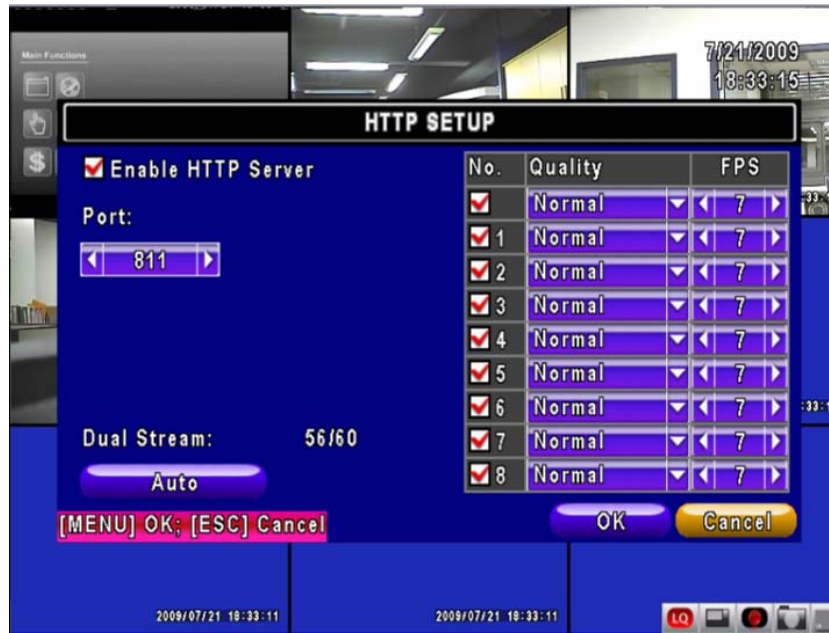 Main Functions
7/21/2009
18:33:15
HTTP SETUP
Enable HTTP Server
Port:
811
Dual Stream: 56/60
Auto
[MENU] OK; [ESC] Cancel
No. Quality FPS
Normal 7
1 Normal 7
2 Normal 7
3 Normal 7
4 Normal 7
5 Normal 7
6 Normal 7
7 Normal 7
8 Normal 7
OK Cancel
2009/07/21 18:33:11
2009/07/21 18:33:11
LQ